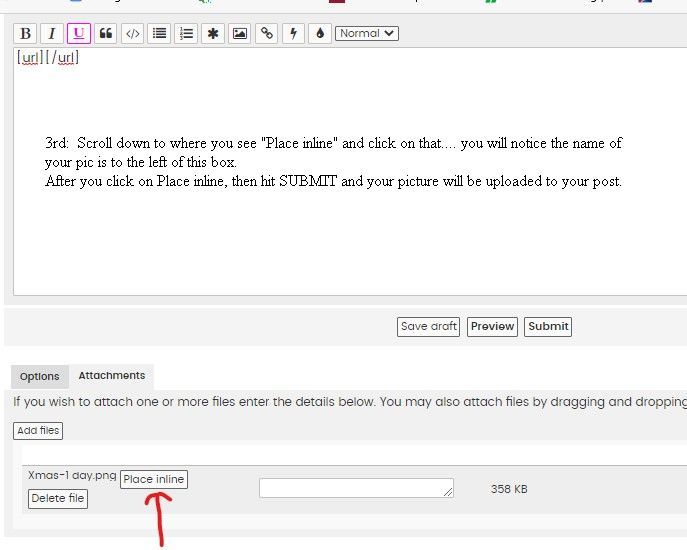 B I U </> Normal
[url][/url]
3rd: Scroll down to where you see "Place inline" and click on that.... you will notice the name of
your pic is to the left of this box.
After you click on Place inline, then hit SUBMIT and your picture will be uploaded to your post.
Save draft Preview Submit
Options Attachments
If you wish to attach one or more files enter the details below. You may also attach files by dragging and dropping
Add files
Xmas-1 day.png Place inline
358 KB
Delete file